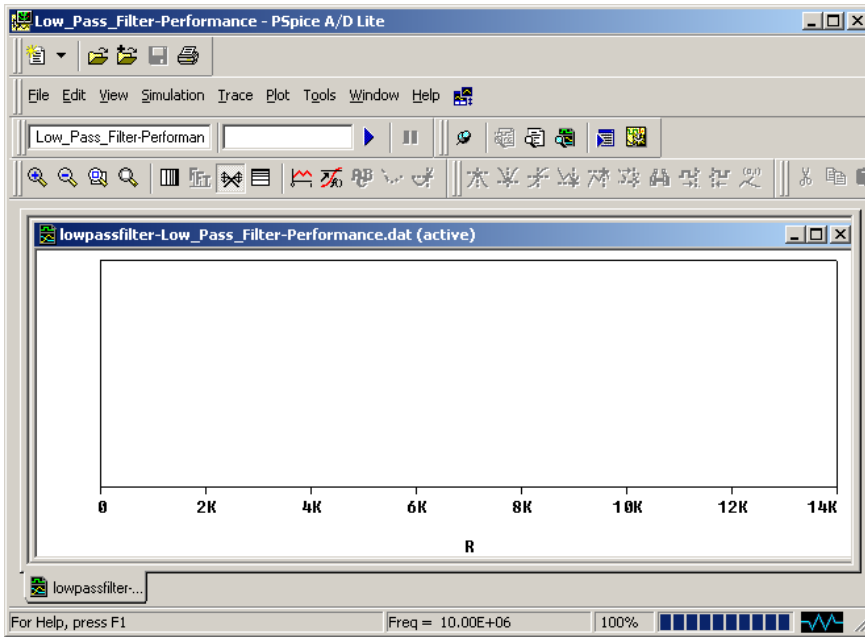 Low_Pass_Filter-Performance - PSpice A/D Lite
File Edit View Simulation Trace Plot Tools Window Help
Low_Pass_Filter-Performan
lowpassfilter-Low_Pass_Filter-Performance.dat (active)
0 2K 4K 6K 8K 10K 12K 14K
R
lowpassfilter-...
For Help, press F1 Freq = 10.00E+06 100%